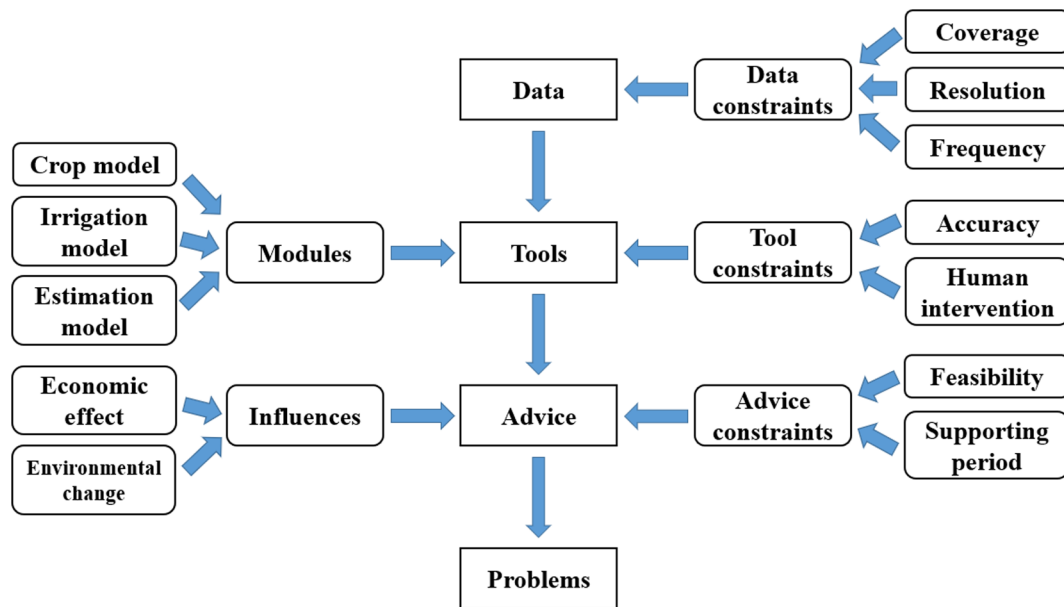 Coverage
Data
Data
constraints
Resolution
Frequency
Crop model
Irrigation
model
Estimation
model
Modules
Tools
Tool
constraints
Accuracy
Human
intervention
Economic
effect
Environmental
change
Influences
Advice
Advice
constraints
Feasibility
Supporting
period
Problems